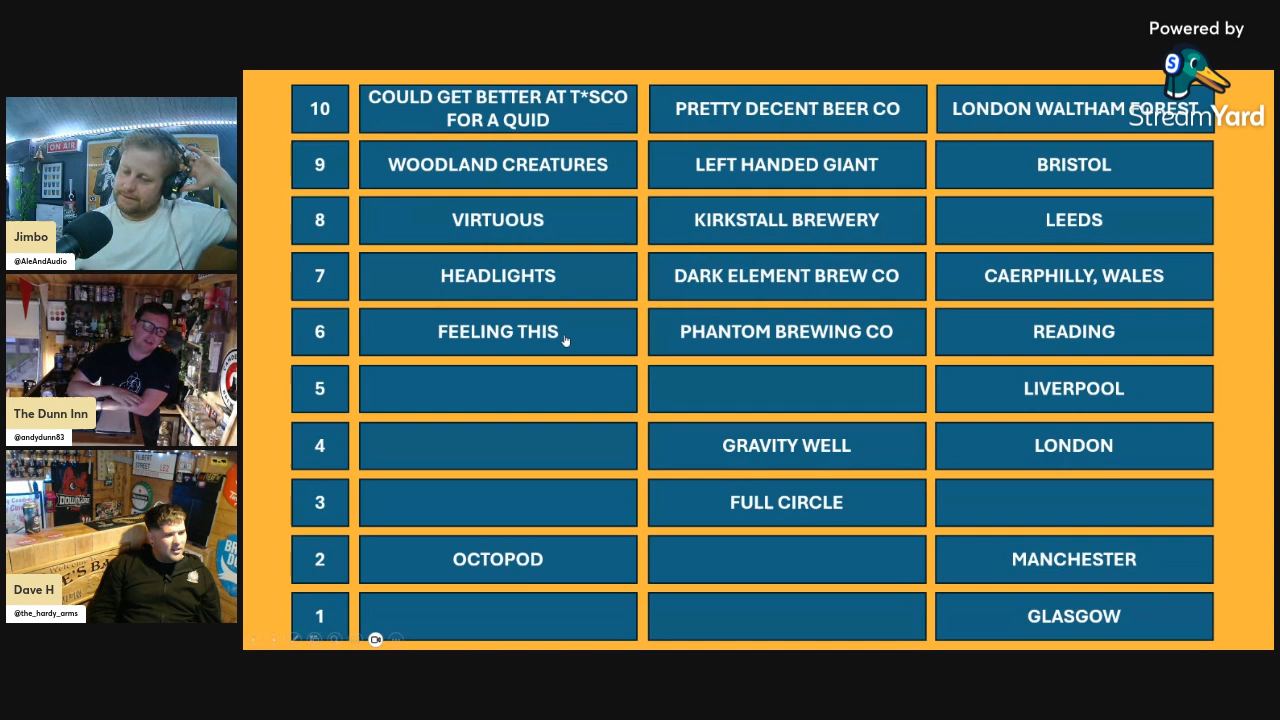 Powered by
StreamYard
ON AIR
Jimbo
@AleAndAudio
The Dunn Inn
@andydunn83
Dave H
@the_hardy_arms
10 COULD GET BETTER AT T*SCO FOR A QUID PRETTY DECENT BEER CO LONDON WALTHAM FOREST
9 WOODLAND CREATURES LEFT HANDED GIANT BRISTOL
8 VIRTUOUS KIRKSTALL BREWERY LEEDS
7 HEADLIGHTS DARK ELEMENT BREW CO CAERPHILLY, WALES
6 FEELING THIS PHANTOM BREWING CO READING
5 LIVERPOOL
4 GRAVITY WELL LONDON
3 FULL CIRCLE
2 OCTOPOD MANCHESTER
1 GLASGOW